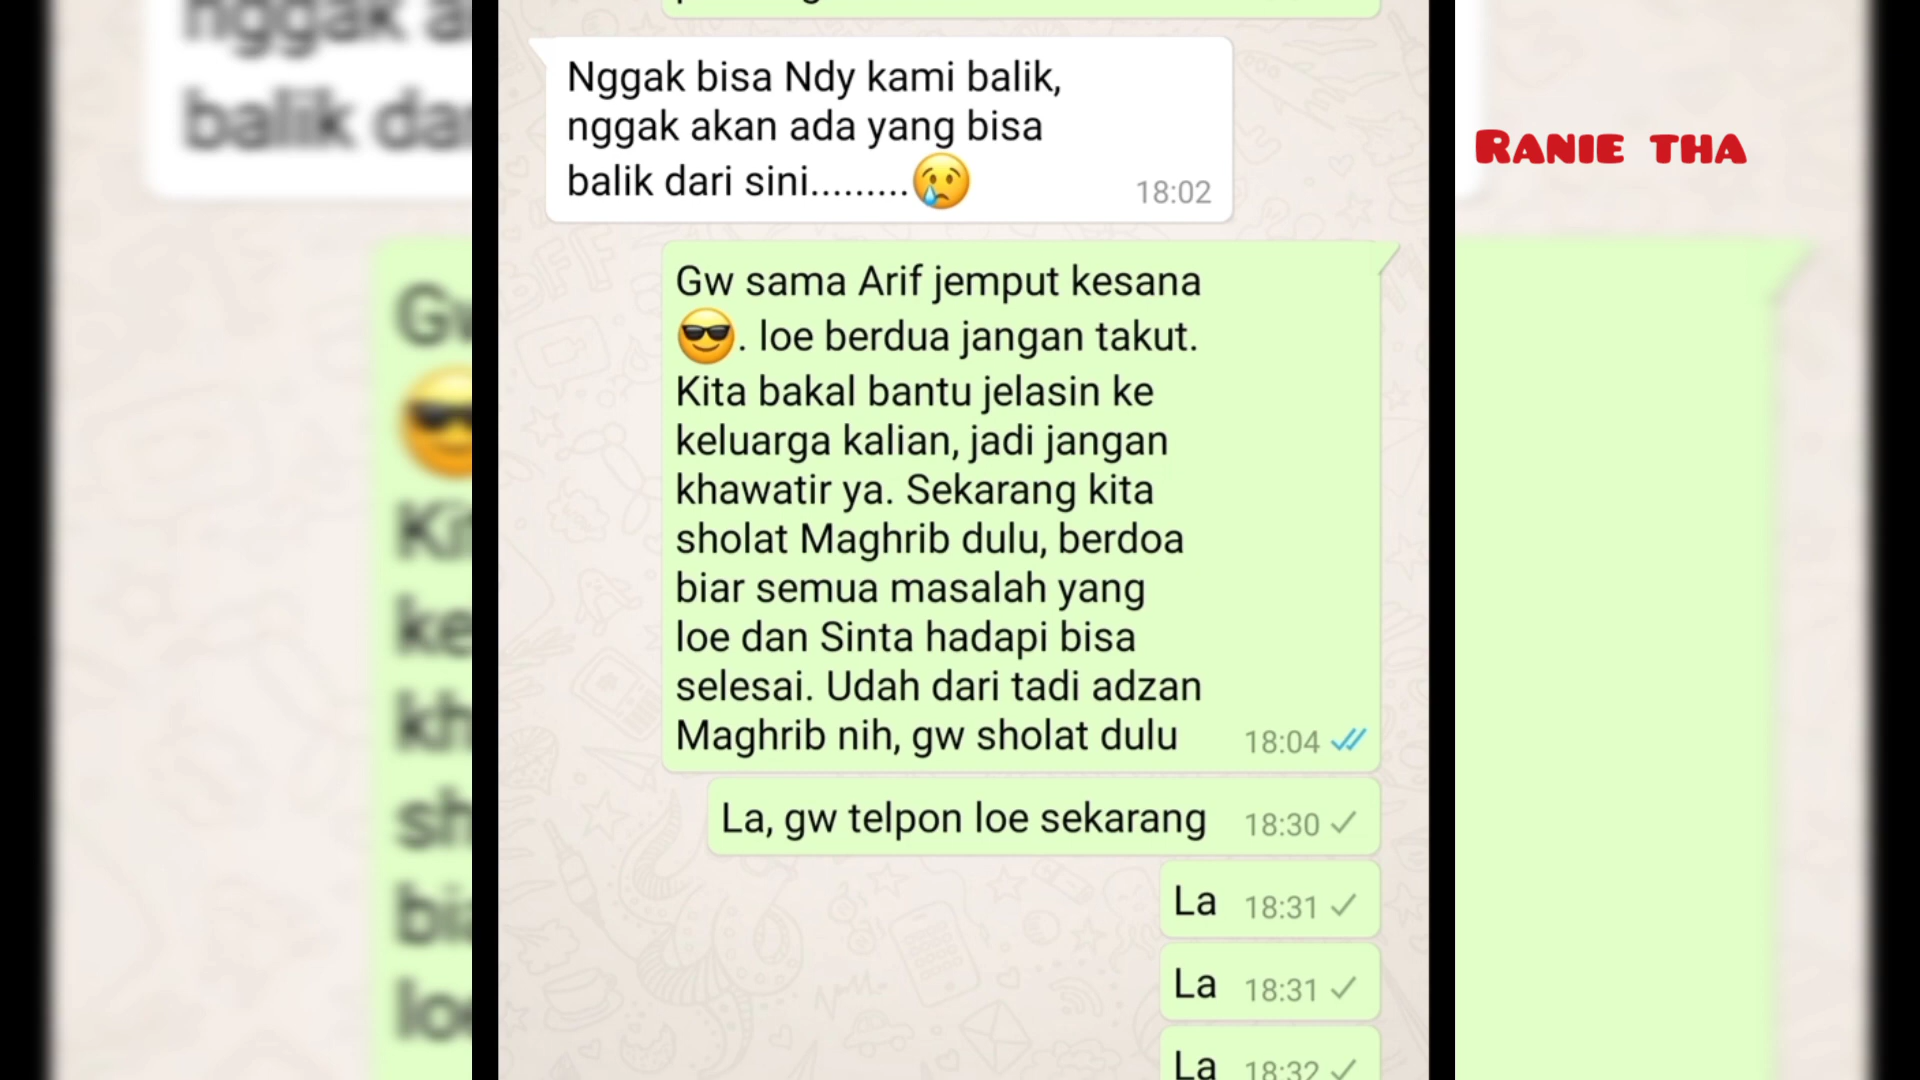 Nggak bisa Ndy kami balik,
nggak akan ada yang bisa
balik dari sini.........😢
18:02
Gw sama Arif jemput kesana
😎. loe berdua jangan takut.
Kita bakal bantu jelasin ke
keluarga kalian, jadi jangan
khawatir ya. Sekarang kita
sholat Maghrib dulu, berdoa
biar semua masalah yang
loe dan Sinta hadapi bisa
selesai. Udah dari tadi adzan
Maghrib nih, gw sholat dulu 18:04
La, gw telpon loe sekarang 18:30
La 18:31
La 18:31
La 18:32
RANIE THA